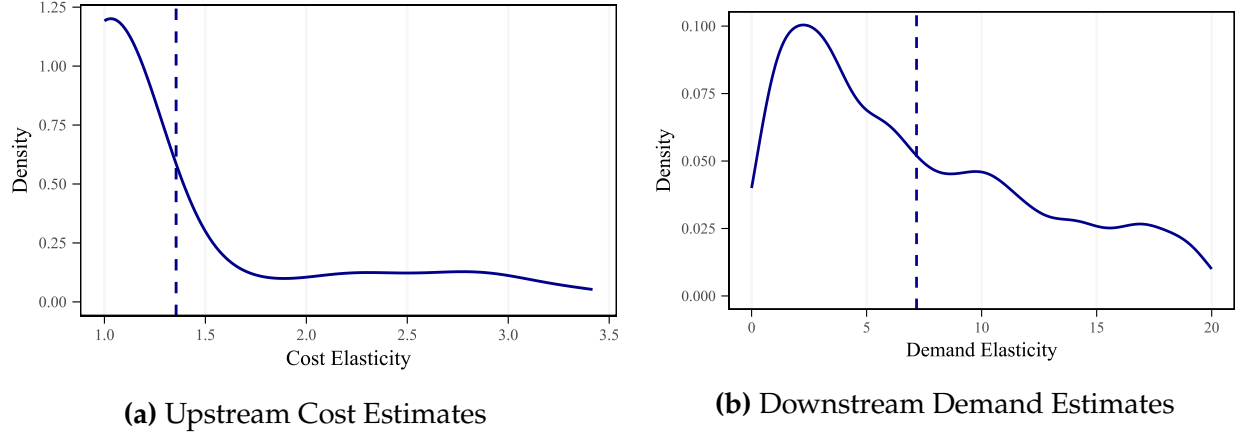 1.25
1.00
0.75
0.50
0.25
0.00
Density
1.0 1.5 2.0 2.5 3.0 3.5
Cost Elasticity
(a) Upstream Cost Estimates
0.100
0.075
0.050
0.025
0.000
Density
0 5 10 15 20
Demand Elasticity
(b) Downstream Demand Estimates